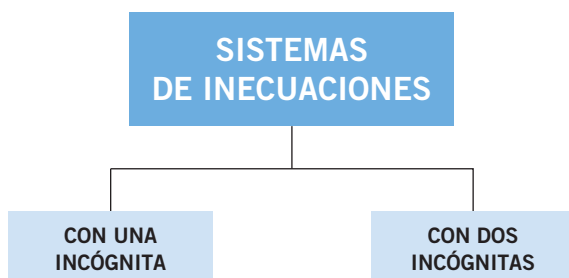 SISTEMAS
DE INECUACIONES
CON UNA
INCÓGNITA
CON DOS
INCÓGNITAS